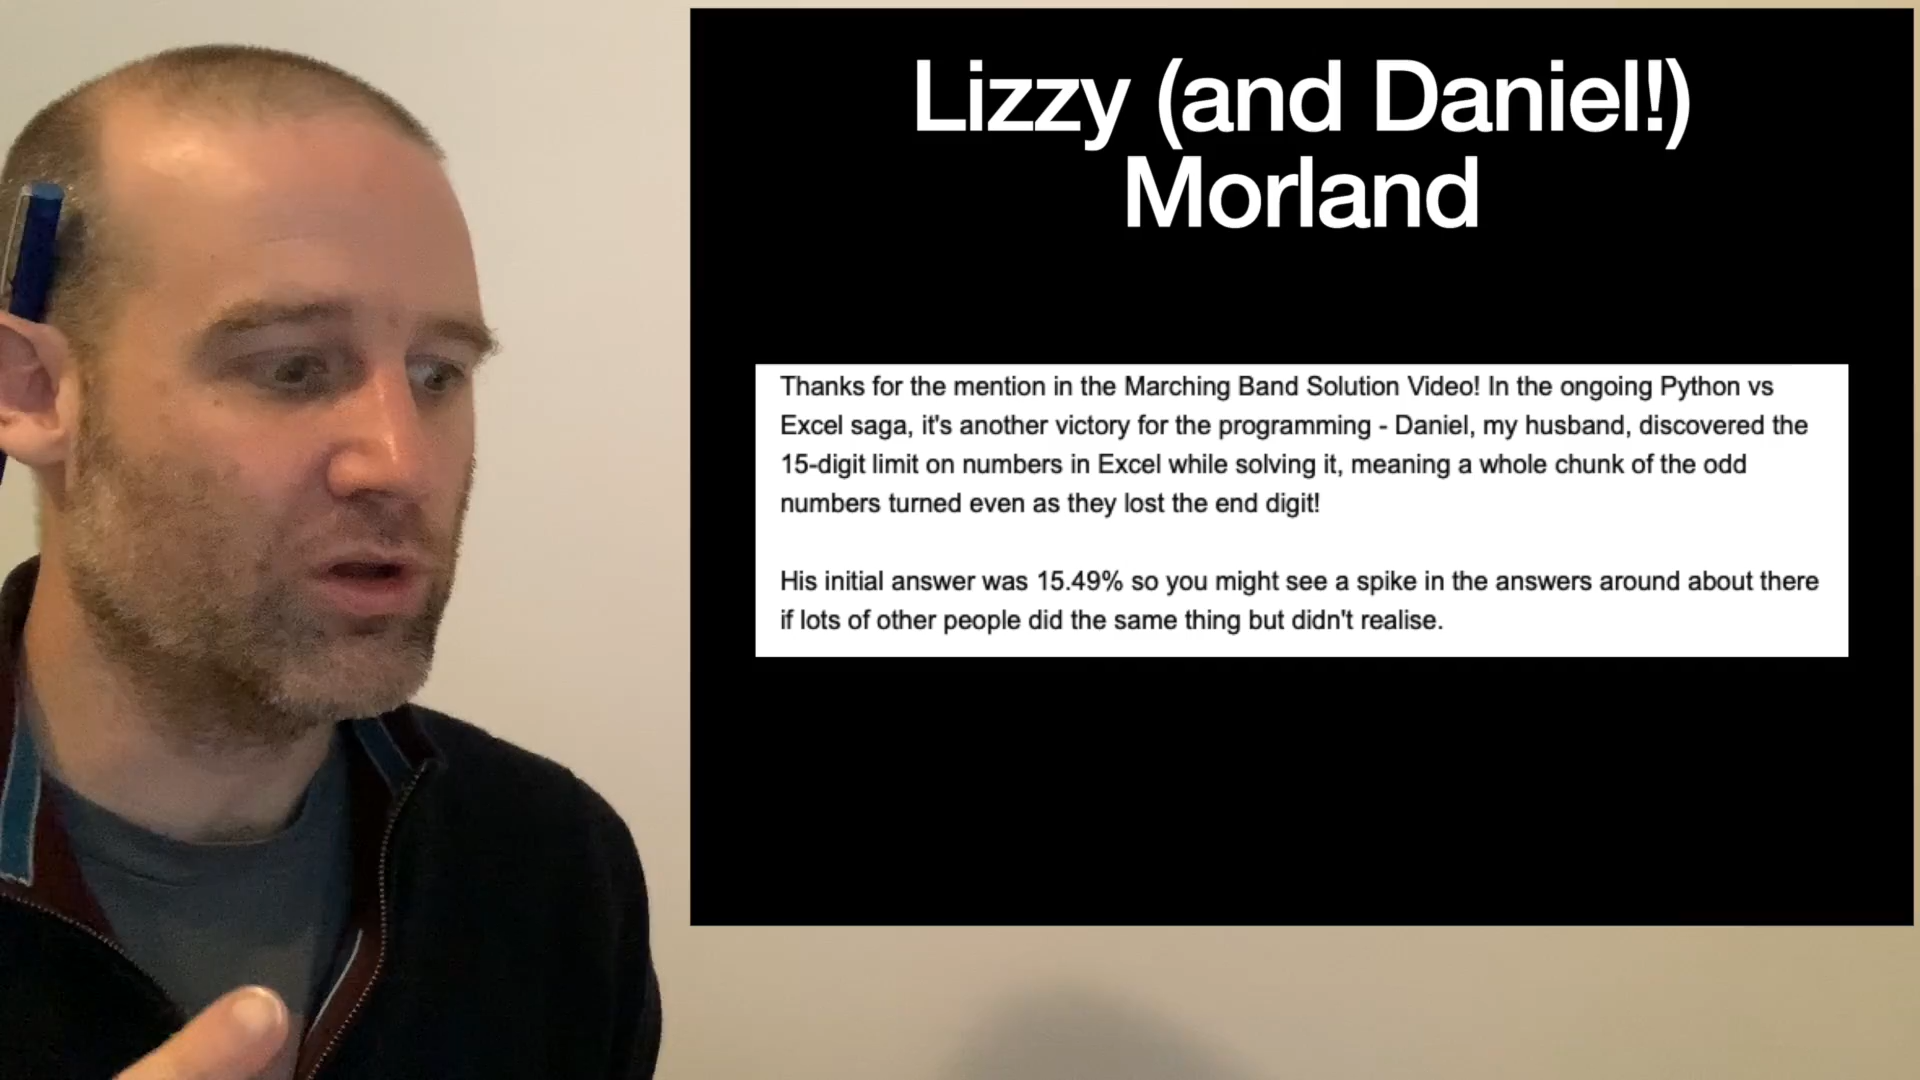 Lizzy (and Daniel!)
Morland
Thanks for the mention in the Marching Band Solution Video! In the ongoing Python vs
Excel saga, it's another victory for the programming - Daniel, my husband, discovered the
15-digit limit on numbers in Excel while solving it, meaning a whole chunk of the odd
numbers turned even as they lost the end digit!
His initial answer was 15.49% so you might see a spike in the answers around about there
if lots of other people did the same thing but didn't realise.